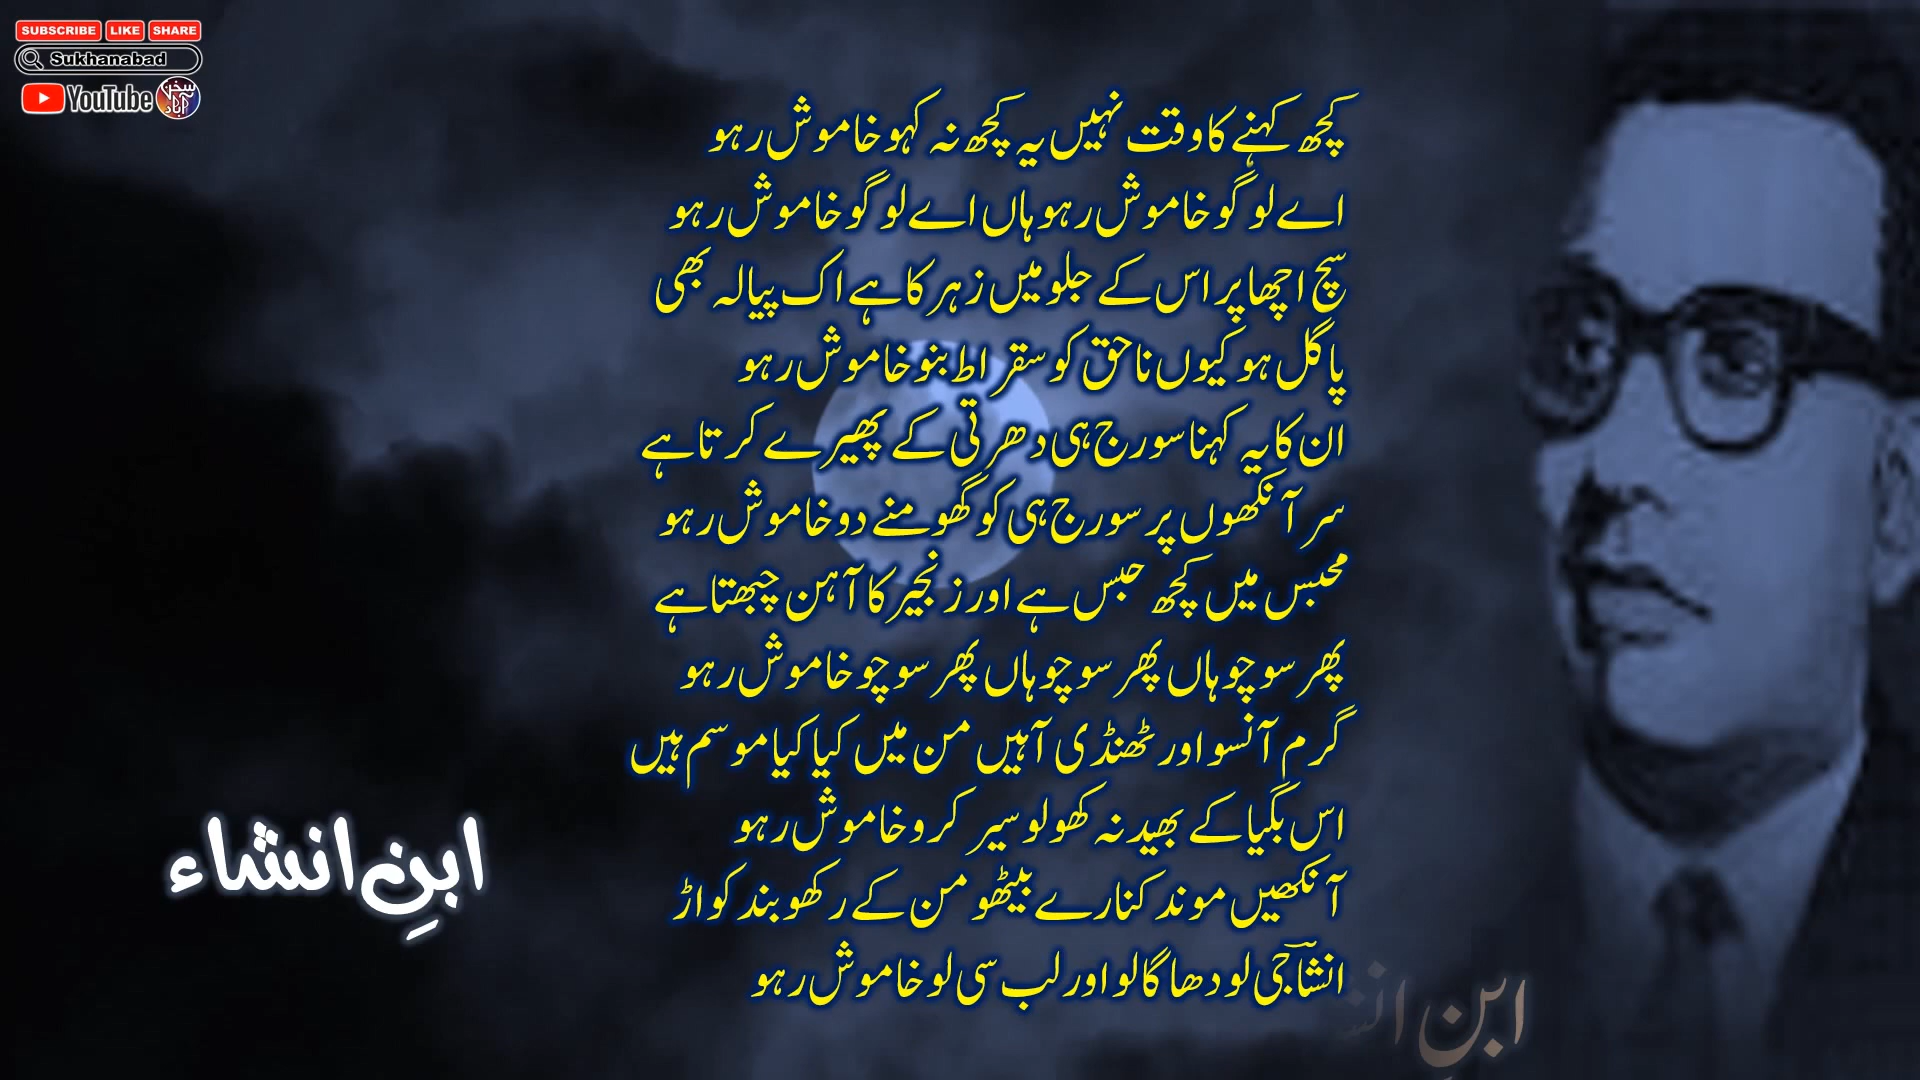 SUBSCRIBE LIKE SHARE
Sukhanabad
YouTube سخن آباد
کچھ کہنے کا وقت نہیں یہ کچھ نہ کہو خاموش رہو
اے لوگو خاموش رہو ہاں اے لوگو خاموش رہو
سچ اچھا پر اس کے جلو میں زہر کا ہے اک پیالہ بھی
پاگل ہو کیوں ناحق کو سقراط بنو خاموش رہو
ان کا یہ کہنا سورج ہی دھرتی کے پھیرے کرتا ہے
سر آنکھوں پر سورج ہی کو گھومنے دو خاموش رہو
محبس میں کچھ حبس ہے اور زنجیر کا آہن چبھتا ہے
پھر سوچو ہاں پھر سوچو ہاں پھر سوچو خاموش رہو
گرم آنسو اور ٹھنڈی آہیں من میں کیا کیا موسم ہیں
اس بگیا کے بھید نہ کھولو سیر کرو خاموش رہو
آنکھیں موند کنارے بیٹھو من کے رکھو بند کواڑ
انشاؔ جی لو دھاگا لو اور لب سی لو خاموش رہو
ابنِ انشاء
ابنِ انش